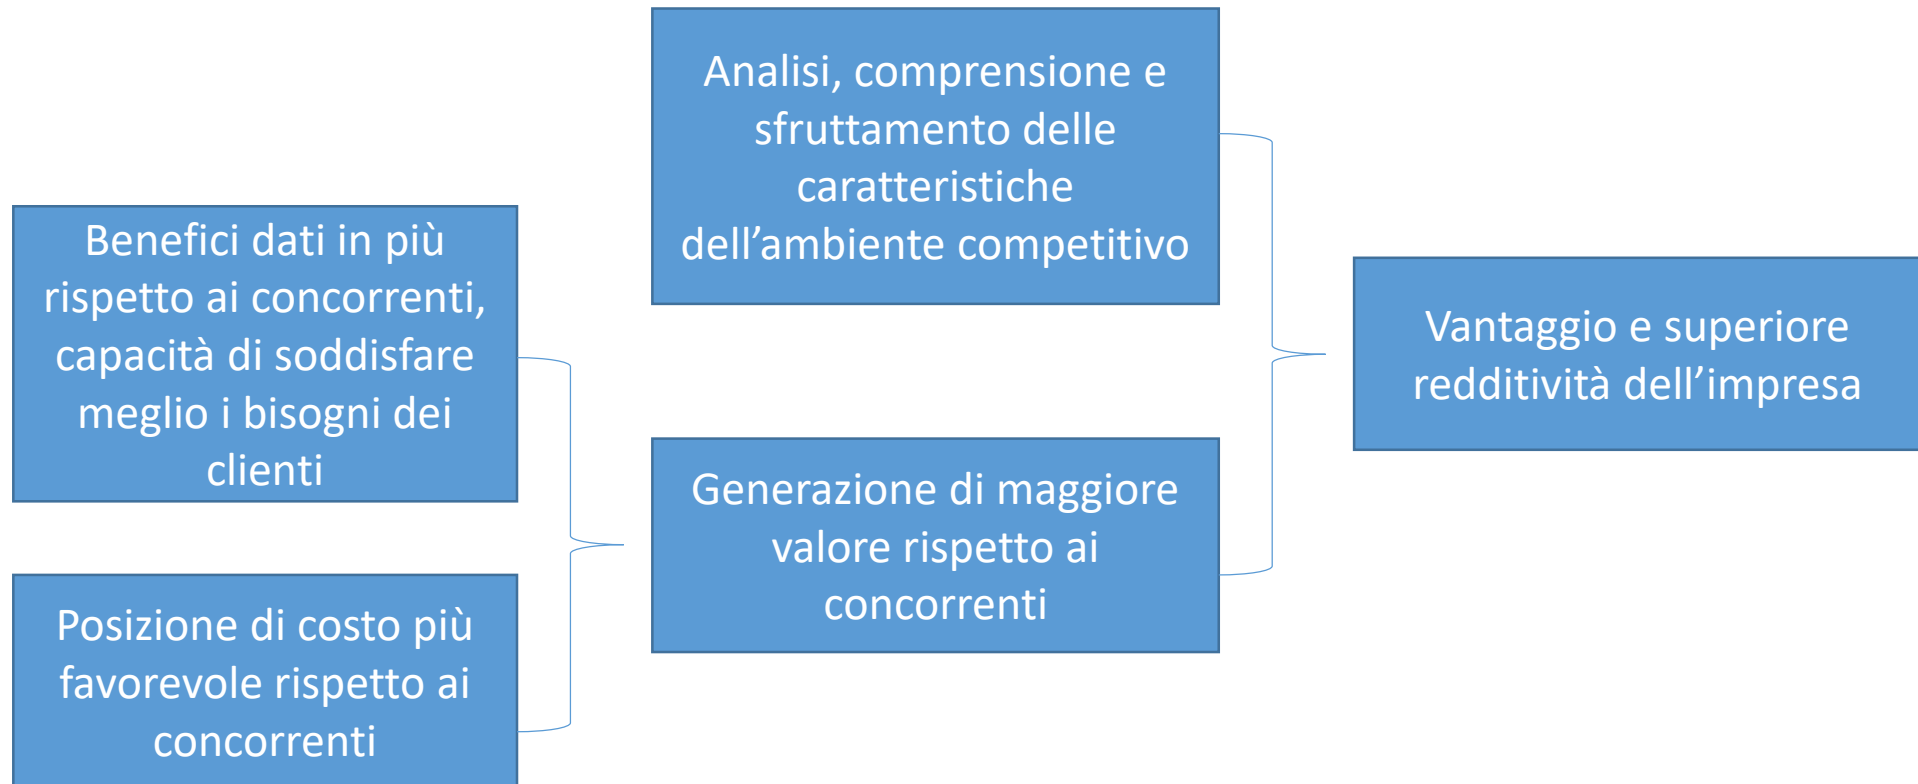 Analisi, comprensione e
sfruttamento delle
caratteristiche
dell’ambiente competitivo
Benefici dati in più
rispetto ai concorrenti,
capacità di soddisfare
meglio i bisogni dei
clienti
Vantaggio e superiore
redditività dell’impresa
Generazione di maggiore
valore rispetto ai
concorrenti
Posizione di costo più
favorevole rispetto ai
concorrenti